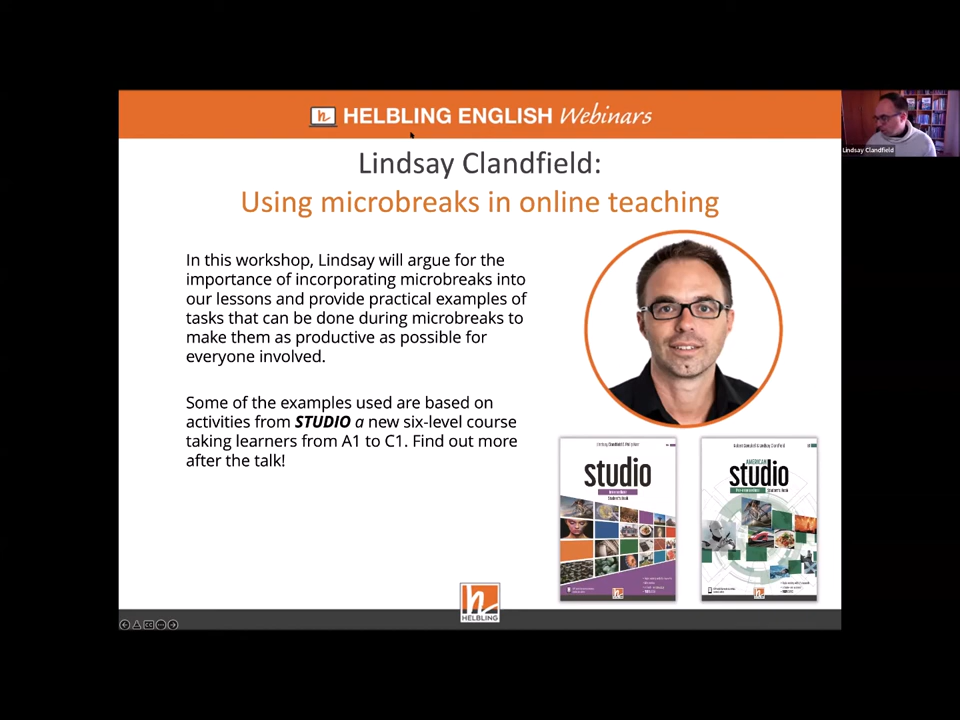 HELBLING ENGLISH Webinars
Lindsay Clandfield:
Using microbreaks in online teaching
Lindsay Clandfield
In this workshop, Lindsay will argue for the
importance of incorporating microbreaks into
our lessons and provide practical examples of
tasks that can be done during microbreaks to
make them as productive as possible for
everyone involved.
Some of the examples used are based on
activities from STUDIO a new six-level course
taking learners from A1 to C1. Find out more
after the talk!
studio
Student's book
AMERICAN
studio
Student's book
HELBLING